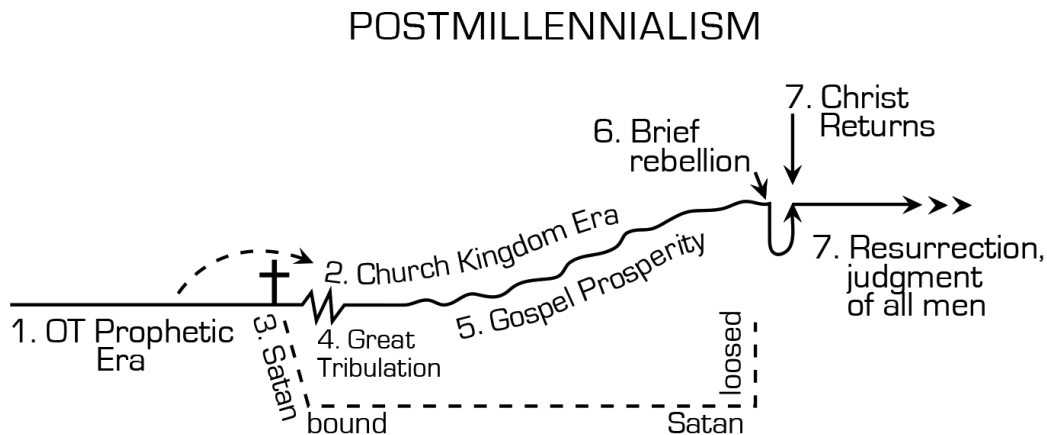 POSTMILLENNIALISM
1. OT Prophetic
Era
3. Satan
bound
2. Church Kingdom Era
4. Great
Tribulation
5. Gospel Prosperity
Satan
loosed
6. Brief
rebellion
7. Christ
Returns
7. Resurrection,
judgment
of all men